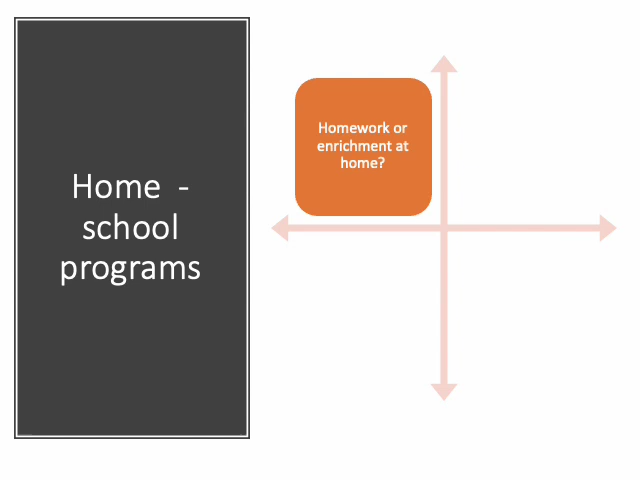 Home  -
school
programs
Homework or
enrichment at
home?